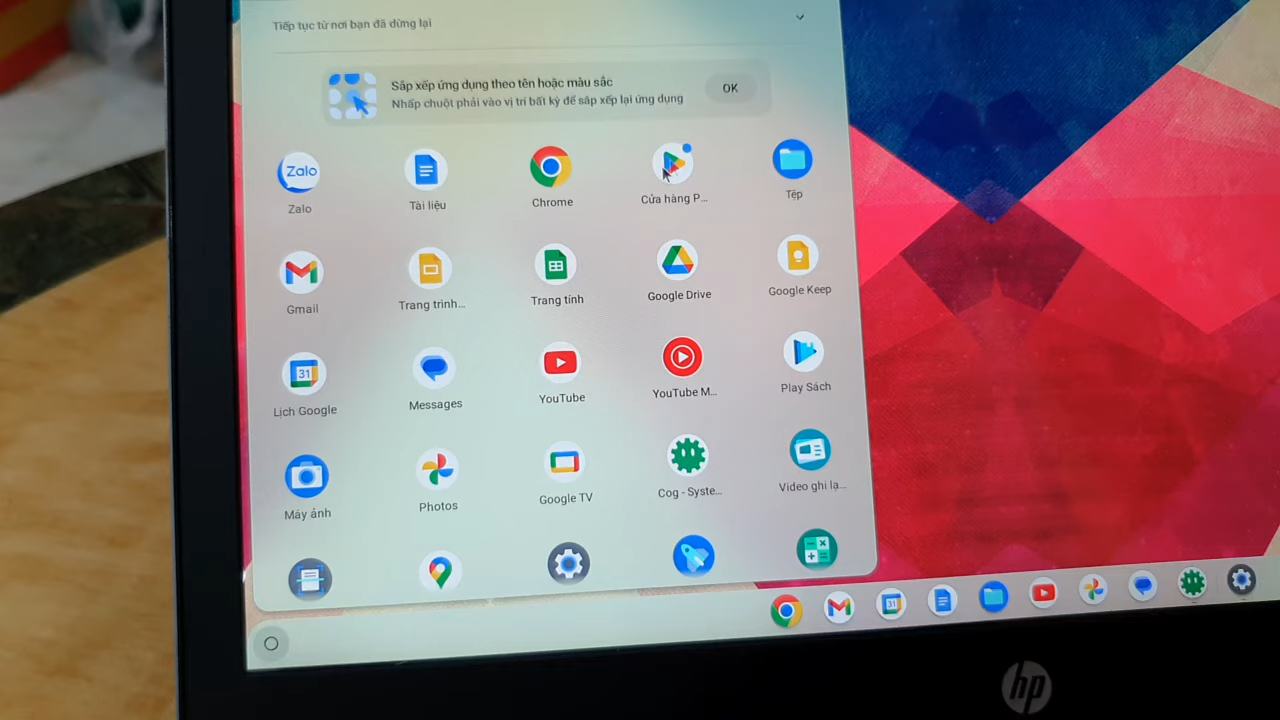 Tiếp tục từ nơi bạn đã dừng lại
Sắp xếp ứng dụng theo tên hoặc màu sắc
Nhấp chuột phải vào vị trí bất kỳ để sắp xếp lại ứng dụng
OK
Zalo
Zalo
Tài liệu
Chrome
Cửa hàng P...
Tệp
Gmail
Trang trình...
Trang tính
Google Drive
Google Keep
31
Lịch Google
Messages
YouTube
YouTube M...
Play Sách
Máy ảnh
Photos
Google TV
Cog - Syste...
Video ghi lạ...
31
hp